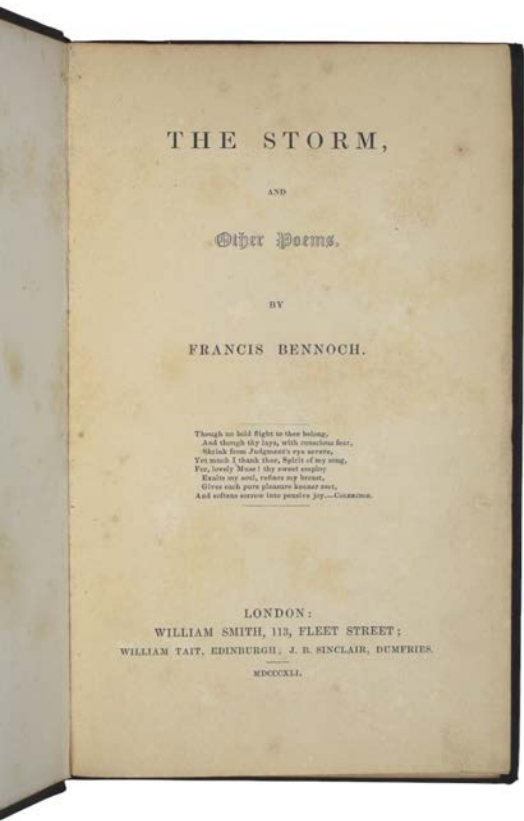 THE STORM,
AND
Other Poems,
BY
FRANCIS BENNOCH.
Though no bold flight to thee belong,
And though thy lays, with conscious fear,
Shrink from Judgment's eye severe,
Yet much I thank thee, Spirit of my song,
For, lovely Muse! thy sweet employ
Exalts my soul, refines my breast,
Gives each pure pleasure keener zest,
And softens sorrow into pensive joy.—COLERIDGE.
LONDON:
WILLIAM SMITH, 113, FLEET STREET;
WILLIAM TAIT, EDINBURGH; J. B. SINCLAIR, DUMFRIES.
MDCCCXLI.